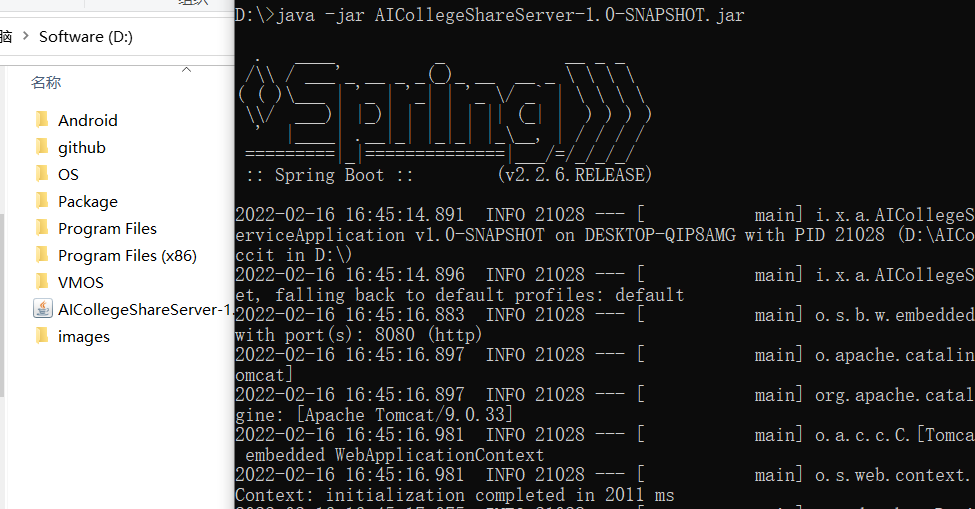 组织
脑 > Software (D:)
名称
Android
github
OS
Package
Program Files
Program Files (x86)
VMOS
AICollegeShareServer-1.
images
D:\>java -jar AICollegeShareServer-1.0-SNAPSHOT.jar
:: Spring Boot :: (v2.2.6.RELEASE)
2022-02-16 16:45:14.891 INFO 21028 --- [ main] i.x.a.AICollegeS
erviceApplication v1.0-SNAPSHOT on DESKTOP-QIP8AMG with PID 21028 (D:\AICo
ccit in D:\)
2022-02-16 16:45:14.896 INFO 21028 --- [ main] i.x.a.AICollegeS
et, falling back to default profiles: default
2022-02-16 16:45:16.883 INFO 21028 --- [ main] o.s.b.w.embedded
with port(s): 8080 (http)
2022-02-16 16:45:16.897 INFO 21028 --- [ main] o.apache.catalin
omcat]
2022-02-16 16:45:16.897 INFO 21028 --- [ main] org.apache.catal
gine: [Apache Tomcat/9.0.33]
2022-02-16 16:45:16.981 INFO 21028 --- [ main] o.a.c.c.C.[Tomca
embedded WebApplicationContext
2022-02-16 16:45:16.981 INFO 21028 --- [ main] o.s.web.context.
Context: initialization completed in 2011 ms